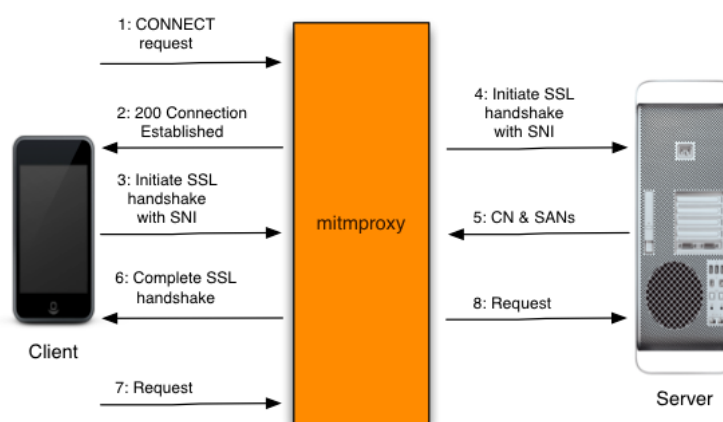 1: CONNECT
request
2: 200 Connection
Established
3: Initiate SSL
handshake
with SNI
6: Complete SSL
handshake
7: Request
Client
mitmproxy
4: Initiate SSL
handshake
with SNI
5: CN & SANs
8: Request
Server